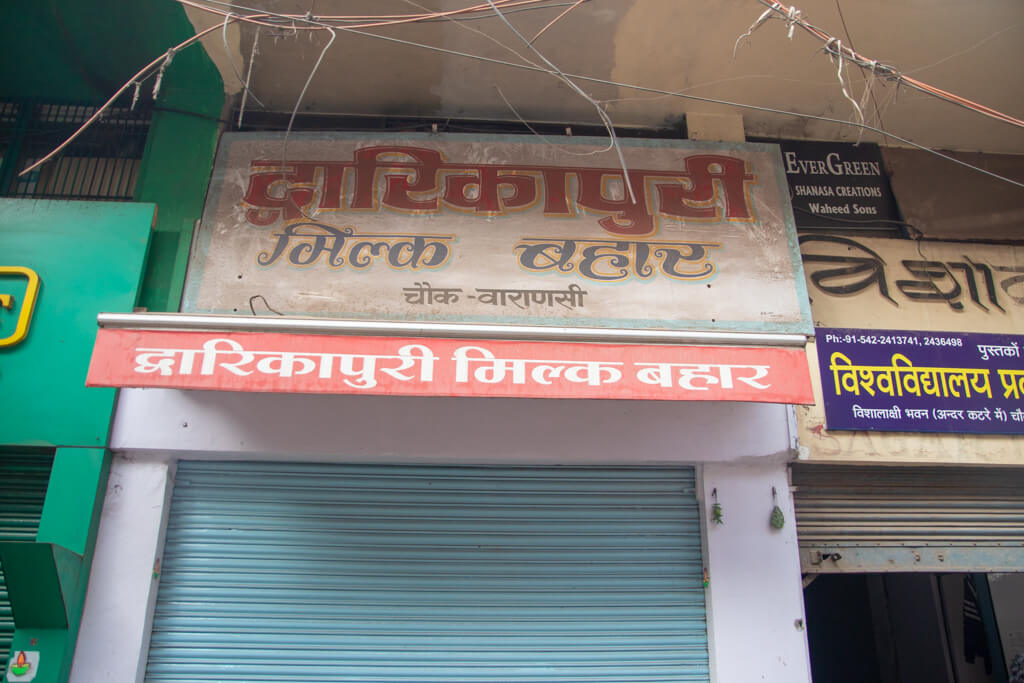 द्वारिकापुरी
मिल्क बहार
चौक - वाराणसी
द्वारिकापुरी मिल्क बहार
EVERGREEN
SHANASA CREATIONS
Waheed Sons
Ph:-91-542-2413741, 2436498
पुस्तकों
विश्वविद्यालय
विशालाक्षी भवन (अन्दर कटरे में)